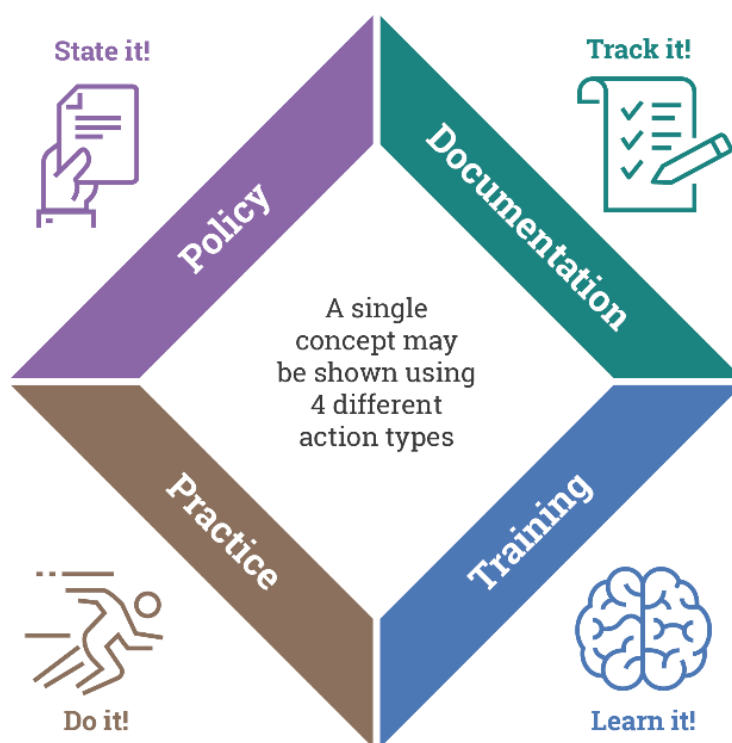 State it!
Track it!
Policy
Documentation
A single
concept may
be shown using
4 different
action types
Practice
Training
Do it!
Learn it!